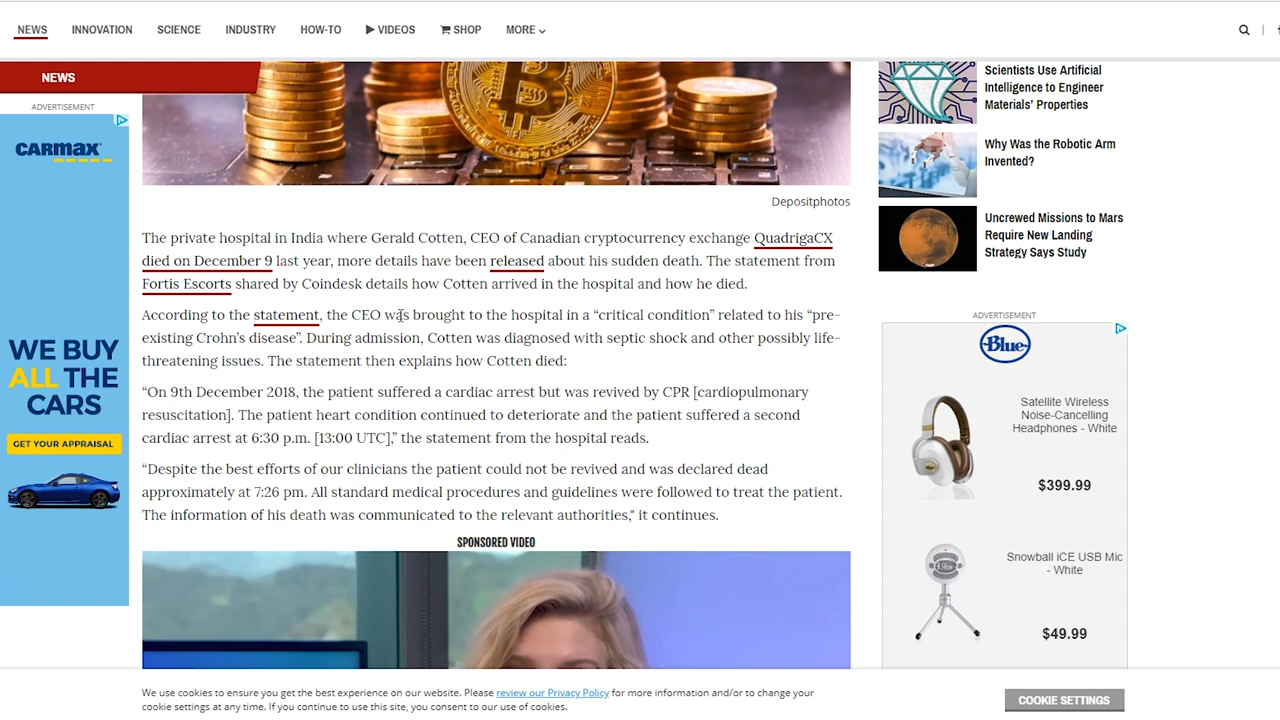 NEWS INNOVATION SCIENCE INDUSTRY HOW-TO VIDEOS SHOP MORE
NEWS
ADVERTISEMENT
CARMAX
WE BUY
ALL THE
CARS
GET YOUR APPRAISAL
Depositphotos
The private hospital in India where Gerald Cotten, CEO of Canadian cryptocurrency exchange QuadrigaCX
died on December 9 last year, more details have been released about his sudden death. The statement from
Fortis Escorts shared by Coindesk details how Cotten arrived in the hospital and how he died.
According to the statement, the CEO was brought to the hospital in a “critical condition” related to his “pre-
existing Crohn’s disease”. During admission, Cotten was diagnosed with septic shock and other possibly life-
threatening issues. The statement then explains how Cotten died:
“On 9th December 2018, the patient suffered a cardiac arrest but was revived by CPR [cardiopulmonary
resuscitation]. The patient heart condition continued to deteriorate and the patient suffered a second
cardiac arrest at 6:30 p.m. [13:00 UTC],” the statement from the hospital reads.
“Despite the best efforts of our clinicians the patient could not be revived and was declared dead
approximately at 7:26 pm. All standard medical procedures and guidelines were followed to treat the patient.
The information of his death was communicated to the relevant authorities," it continues.
SPONSORED VIDEO
Scientists Use Artificial
Intelligence to Engineer
Materials’ Properties
Why Was the Robotic Arm
Invented?
Uncrewed Missions to Mars
Require New Landing
Strategy Says Study
ADVERTISEMENT
Blue
Satellite Wireless
Noise-Cancelling
Headphones - White
$399.99
Snowball iCE USB Mic
- White
$49.99
We use cookies to ensure you get the best experience on our website. Please review our Privacy Policy for more information and/or to change your
cookie settings at any time. If you continue to use this site, you consent to our use of cookies.
COOKIE SETTINGS